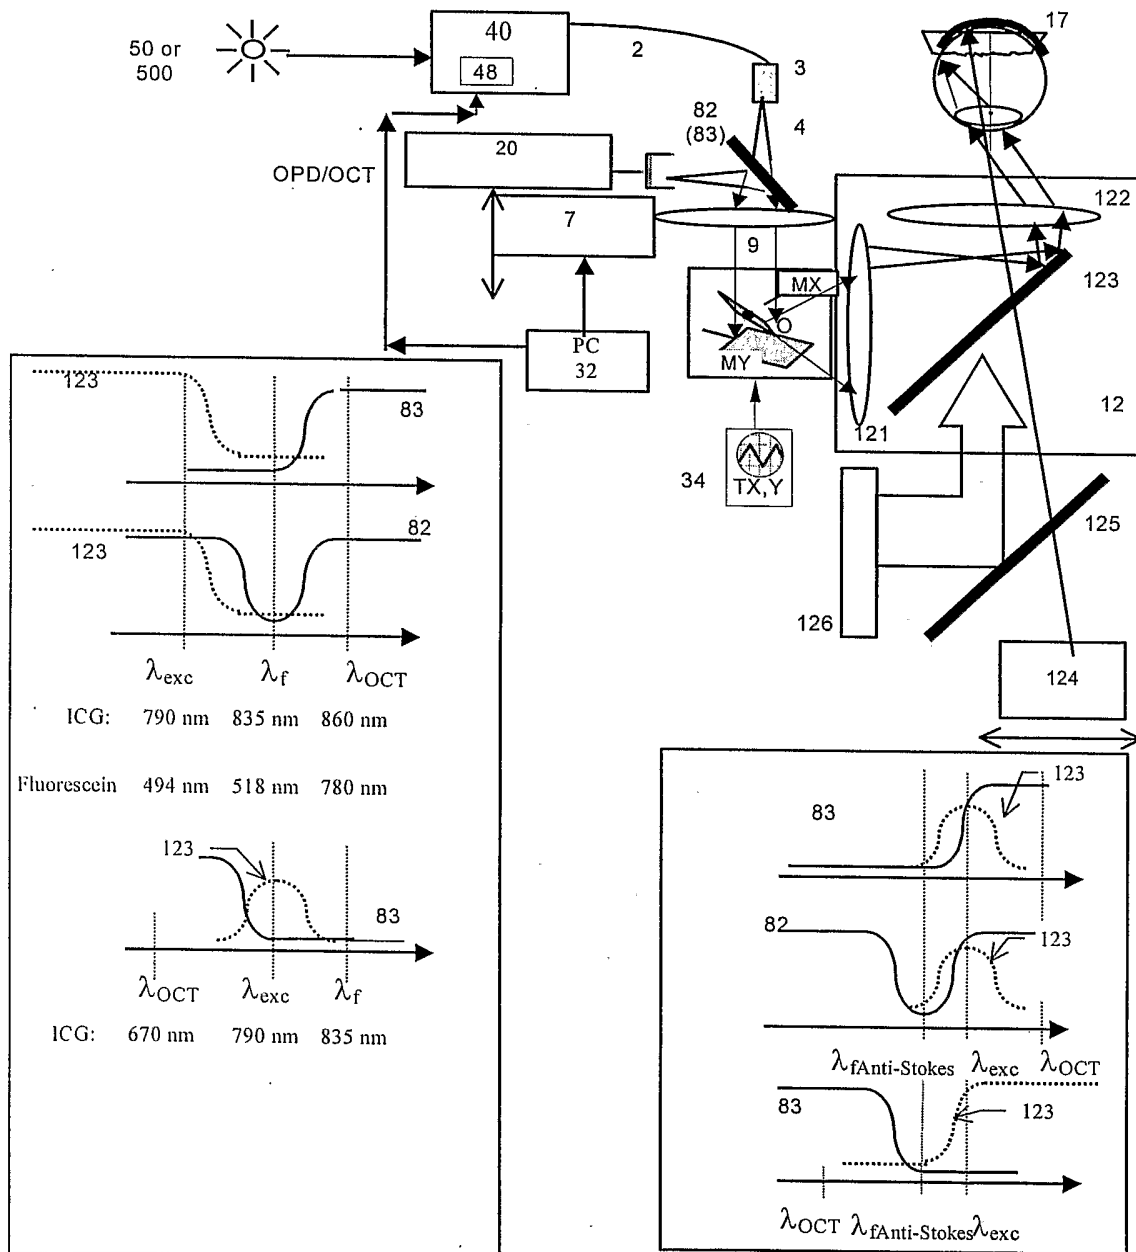 50 or
500
40
48
2
3
4
82
(83)
17
20
OPD/OCT
7
9
122
123
MX
O
MY
PC
32
121
12
34
TX,Y
125
126
124
123
83
123
82
λexc λf λOCT
ICG: 790 nm 835 nm 860 nm
Fluorescein 494 nm 518 nm 780 nm
123
83
λOCT λexc λf
ICG: 670 nm 790 nm 835 nm
123
83
82
123
λfAnti-Stokes λexc λOCT
83
123
λOCT λfAnti-Stokes λexc